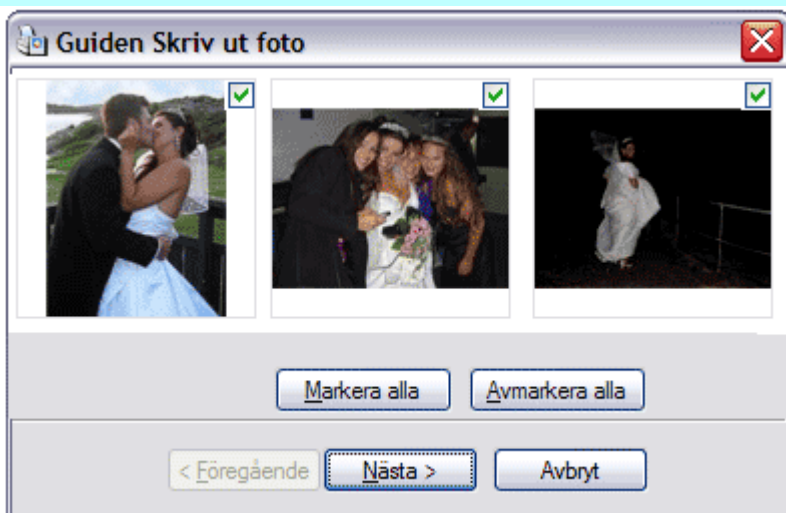 Guiden Skriv ut foto
Markera alla Avmarkera alla
< Föregående Nästa > Avbryt